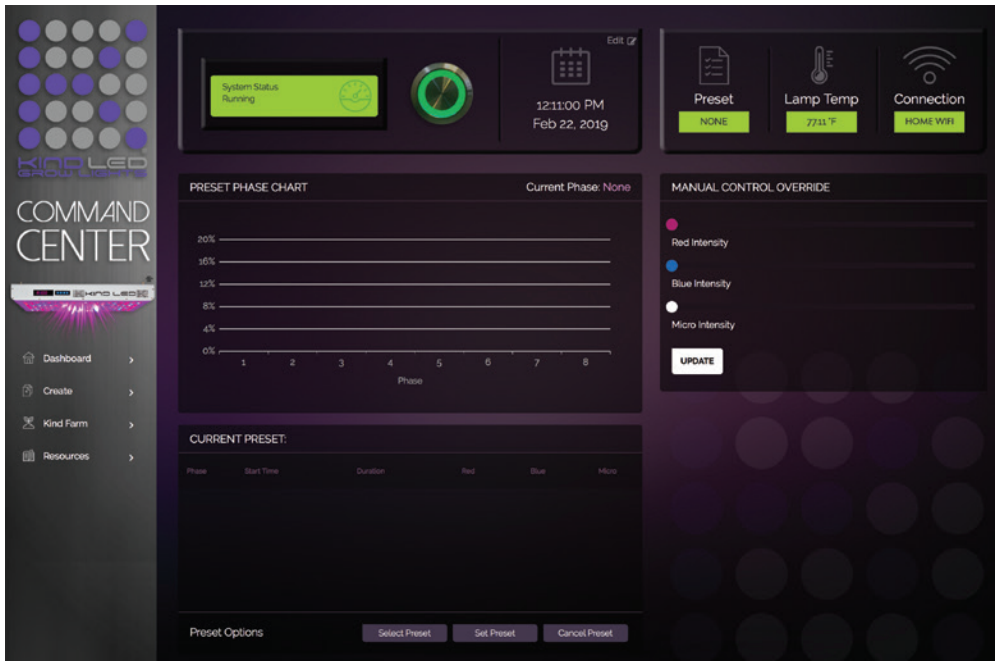 KIND LED
GROW LIGHTS
COMMAND
CENTER
KIND LED
Dashboard
Create
Kind Farm
Resources
System Status
Running
Edit
12:11:00 PM
Feb 22, 2019
Preset
NONE
Lamp Temp
77.11 °F
Connection
HOME WIFI
PRESET PHASE CHART
Current Phase: None
20%
16%
12%
8%
4%
0%
1 2 3 4 5 6 7 8
Phase
MANUAL CONTROL OVERRIDE
Red Intensity
Blue Intensity
Micro Intensity
UPDATE
CURRENT PRESET:
Phase Start Time Duration Red Blue Micro
Preset Options
Select Preset Set Preset Cancel Preset